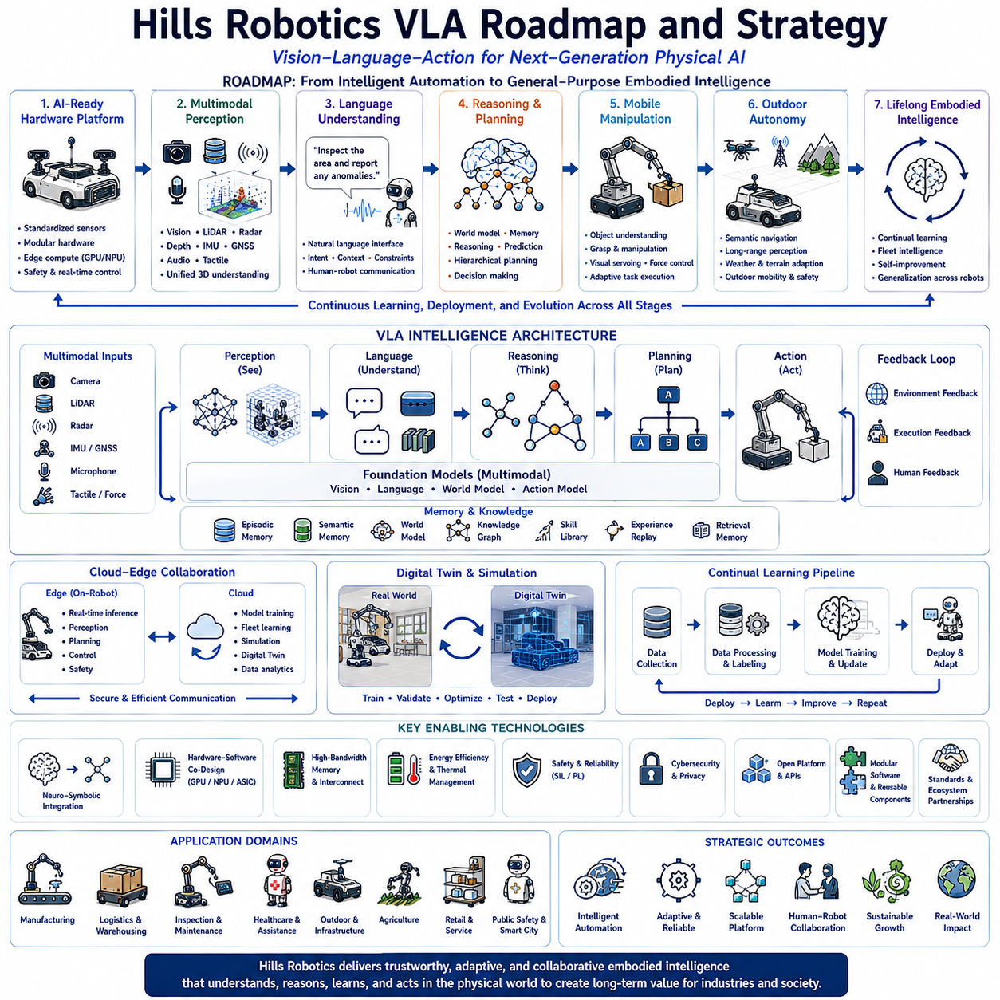 Hills Robotics VLA Roadmap and Strategy
Vision-Language-Action for Next-Generation Physical AI
ROADMAP: From Intelligent Automation to General-Purpose Embodied Intelligence
1. AI-Ready
Hardware Platform
• Standardized sensors
• Modular hardware
• Edge compute (GPU/NPU)
• Safety & real-time control
2. Multimodal
Perception
• Vision • LiDAR • Radar
• Depth • IMU • GNSS
• Audio • Tactile
• Unified 3D understanding
3. Language
Understanding
"Inspect the
area and report
any anomalies."
• Natural language interface
• Intent • Context • Constraints
• Human-robot communication
4. Reasoning &
Planning
• World model • Memory
• Reasoning • Prediction
• Hierarchical planning
• Decision making
5. Mobile
Manipulation
• Object understanding
• Grasp & manipulation
• Visual servoing • Force control
• Adaptive task execution
6. Outdoor
Autonomy
• Semantic navigation
• Long-range perception
• Weather & terrain adaption
• Outdoor mobility & safety
7. Lifelong Embodied
Intelligence
• Continual learning
• Fleet intelligence
• Self-improvement
• Generalization across robots
Continuous Learning, Deployment, and Evolution Across All Stages
VLA INTELLIGENCE ARCHITECTURE
Multimodal Inputs
Camera
LiDAR
Radar
IMU / GNSS
Microphone
Tactile / Force
Perception
(See)
Language
(Understand)
Reasoning
(Think)
Planning
(Plan)
A
A B C
Action
(Act)
Feedback Loop
Environment Feedback
Execution Feedback
Human Feedback
Foundation Models (Multimodal)
Vision • Language • World Model • Action Model
Memory & Knowledge
Episodic
Memory
Semantic
Memory
World
Model
Knowledge
Graph
Skill
Library
Experience
Replay
Retrieval
Memory
Cloud-Edge Collaboration
Edge (On-Robot)
• Real-time inference
• Perception
• Planning
• Control
• Safety
Cloud
• Model training
• Fleet learning
• Simulation
• Digital Twin
• Data analytics
Secure & Efficient Communication
Digital Twin & Simulation
Real World
Digital Twin
Train • Validate • Optimize • Test • Deploy
Continual Learning Pipeline
Data
Collection
Data Processing
& Labeling
Model Training
& Update
Deploy &
Adapt
Deploy → Learn → Improve → Repeat
KEY ENABLING TECHNOLOGIES
Neuro-Symbolic
Integration
Hardware-Software
Co-Design
(GPU / NPU / ASIC)
High-Bandwidth
Memory
& Interconnect
Energy Efficiency
& Thermal
Management
Safety & Reliability
(SIL / PL)
Cybersecurity
& Privacy
Open Platform
& APIs
Modular
Software
& Reusable
Components
Standards &
Ecosystem
Partnerships
APPLICATION DOMAINS
Manufacturing
Logistics &
Warehousing
Inspection &
Maintenance
Healthcare &
Assistance
Outdoor &
Infrastructure
Agriculture
Retail &
Service
Public Safety &
Smart City
STRATEGIC OUTCOMES
Intelligent
Automation
Adaptive &
Reliable
Scalable
Platform
Human-Robot
Collaboration
Sustainable
Growth
Real-World
Impact
Hills Robotics delivers trustworthy, adaptive, and collaborative embodied intelligence
that understands, reasons, learns, and acts in the physical world to create long-term value for industries and society.